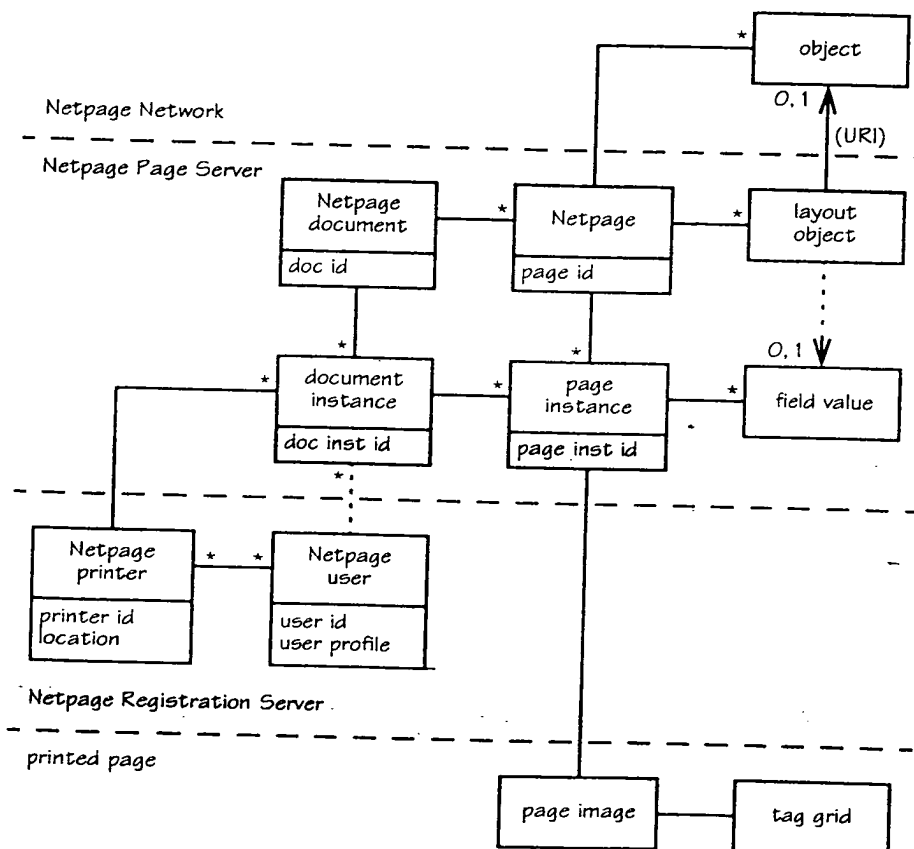 *
object
0, 1
(URI)
Netpage Network
Netpage Page Server
Netpage
document
doc id
*
Netpage
page id
*
layout
object
*
*
0, 1
*
document
instance
doc inst id
*
page
instance
page inst id
*
field value
*
Netpage
printer
printer id
location
*
*
Netpage
user
user id
user profile
Netpage Registration Server
printed page
page image
tag grid